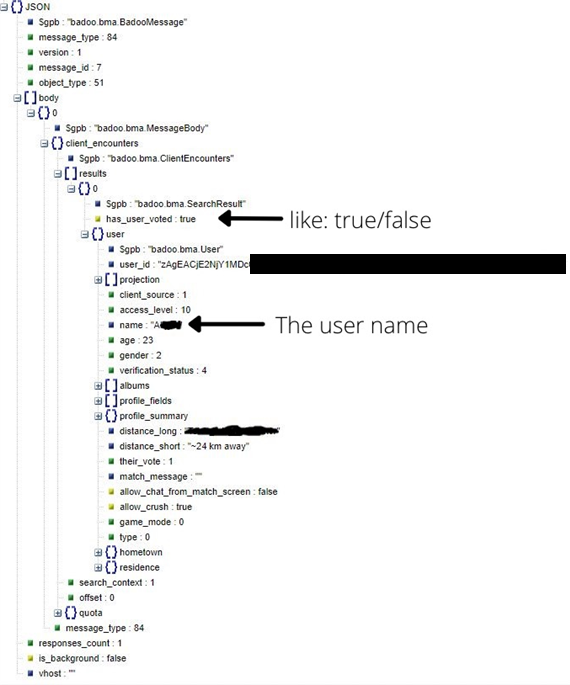 JSON
$gpb : "badoo.bma.BadooMessage"
message_type : 84
version : 1
message_id : 7
object_type : 51
body
0
$gpb : "badoo.bma.MessageBody"
client_encounters
$gpb : "badoo.bma.ClientEncounters"
results
0
$gpb : "badoo.bma.SearchResult"
has_user_voted : true
like: true/false
user
$gpb : "badoo.bma.User"
user_id : "zAgEACjE2NjY1MDc
projection
client_source : 1
access_level : 10
name : "A
The user name
age : 23
gender : 2
verification_status : 4
albums
profile_fields
profile_summary
distance_long : "
distance_short : "~24 km away"
their_vote : 1
match_message : ""
allow_chat_from_match_screen : false
allow_crush : true
game_mode : 0
type : 0
hometown
residence
search_context : 1
offset : 0
quota
message_type : 84
responses_count : 1
is_background : false
vhost : ""